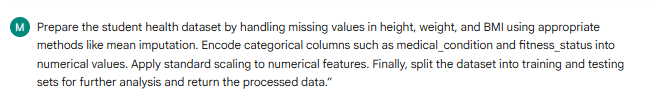 M Prepare the student health dataset by handling missing values in height, weight, and BMI using appropriate
methods like mean imputation. Encode categorical columns such as medical_condition and fitness_status into
numerical values. Apply standard scaling to numerical features. Finally, split the dataset into training and testing
sets for further analysis and return the processed data.”